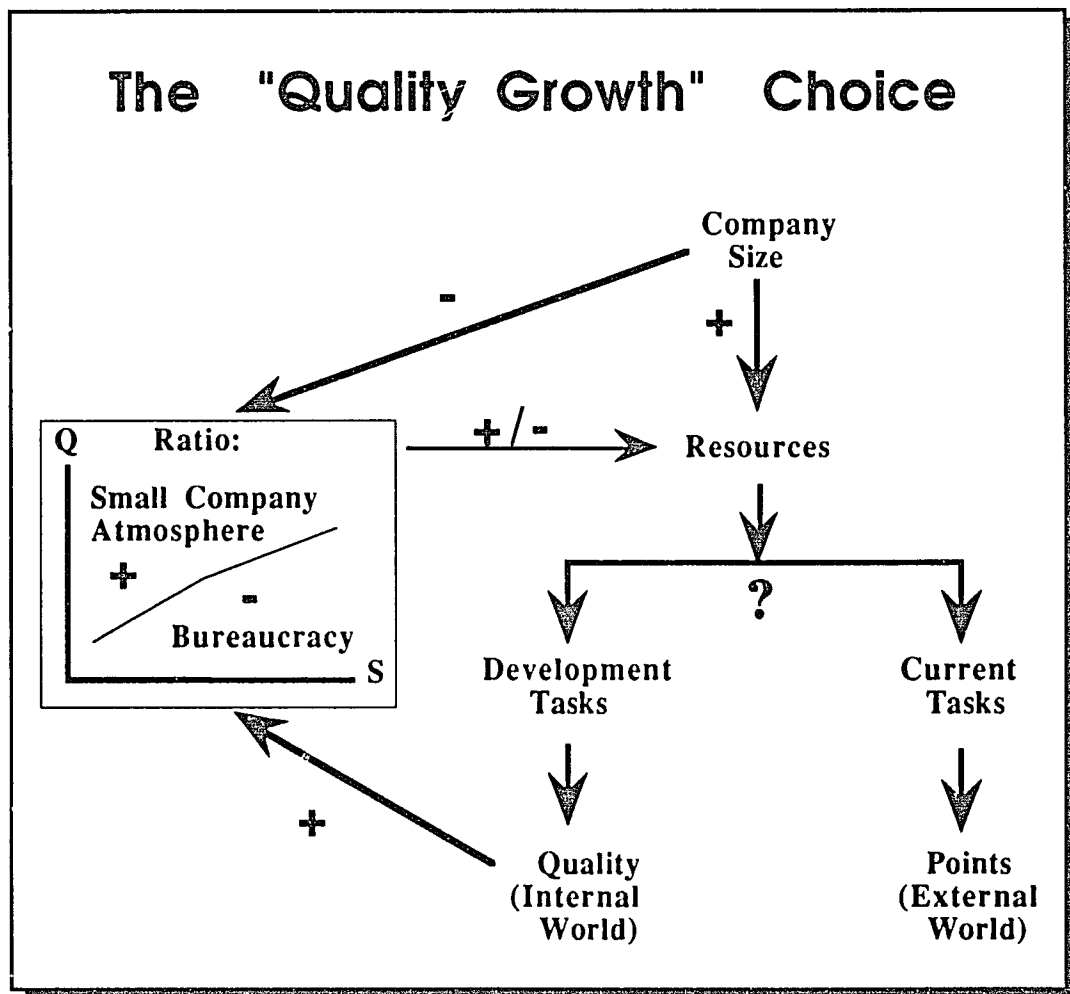 The "Quality Growth" Choice
Company
Size
-
+
Q Ratio:
+/-
Resources
Small Company
Atmosphere
+
-
Bureaucracy
S
?
Development
Tasks
Current
Tasks
+
Quality
(Internal
World)
Points
(External
World)